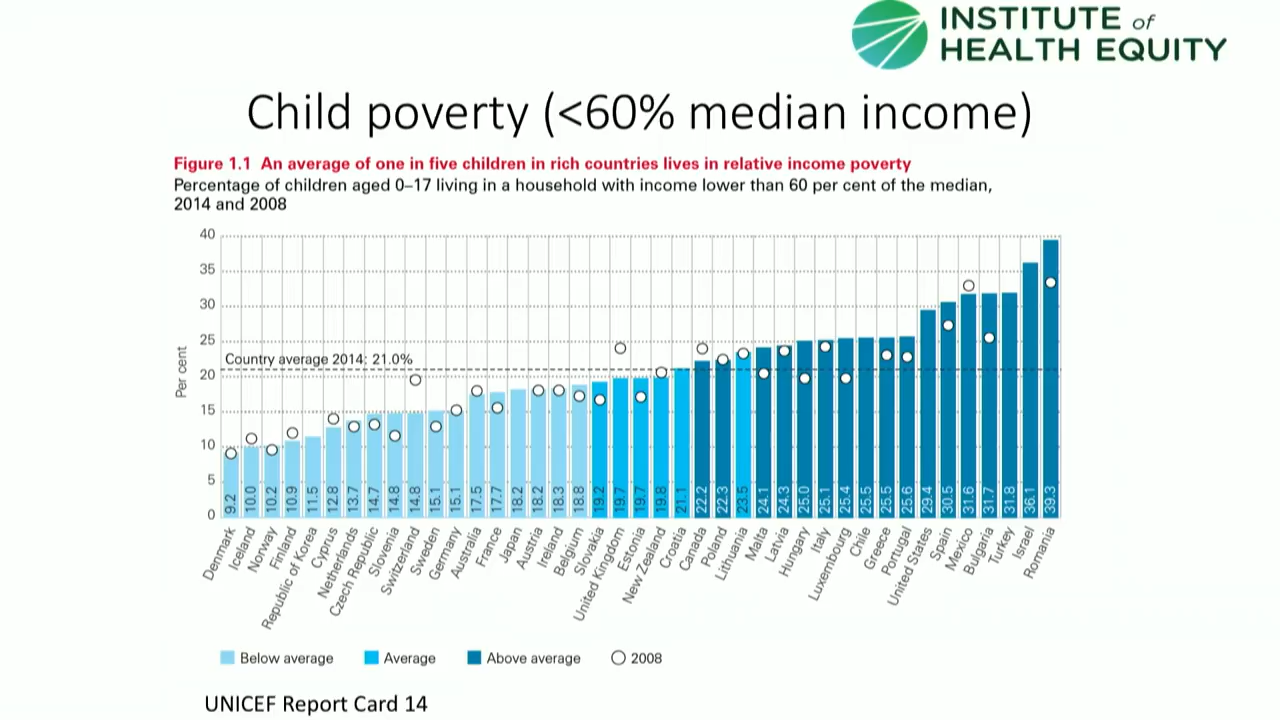 INSTITUTE of
HEALTH EQUITY
Child poverty (<60% median income)
Figure 1.1 An average of one in five children in rich countries lives in relative income poverty
Percentage of children aged 0–17 living in a household with income lower than 60 per cent of the median,
2014 and 2008
40
35
30
25
20
15
10
5
0
Per cent
Country average 2014: 21.0%
9.2 10.0 10.2 10.9 11.5 12.8 13.7 14.7 14.8 14.8 15.1 15.1 17.5 17.7 18.2 18.2 18.3 18.8 19.2 19.7 19.7 19.8 21.1 22.2 22.3 23.5 24.1 24.3 25.0 25.1 25.4 25.5 25.5 25.6 29.4 30.5 31.6 31.7 31.8 36.1 39.3
Denmark
Iceland
Norway
Finland
Republic of Korea
Cyprus
Netherlands
Czech Republic
Slovenia
Switzerland
Sweden
Germany
Australia
France
Japan
Austria
Ireland
Belgium
Slovakia
United Kingdom
Estonia
New Zealand
Croatia
Canada
Poland
Lithuania
Malta
Latvia
Hungary
Italy
Luxembourg
Chile
Greece
Portugal
United States
Spain
Mexico
Bulgaria
Turkey
Israel
Romania
Below average Average Above average 2008
UNICEF Report Card 14